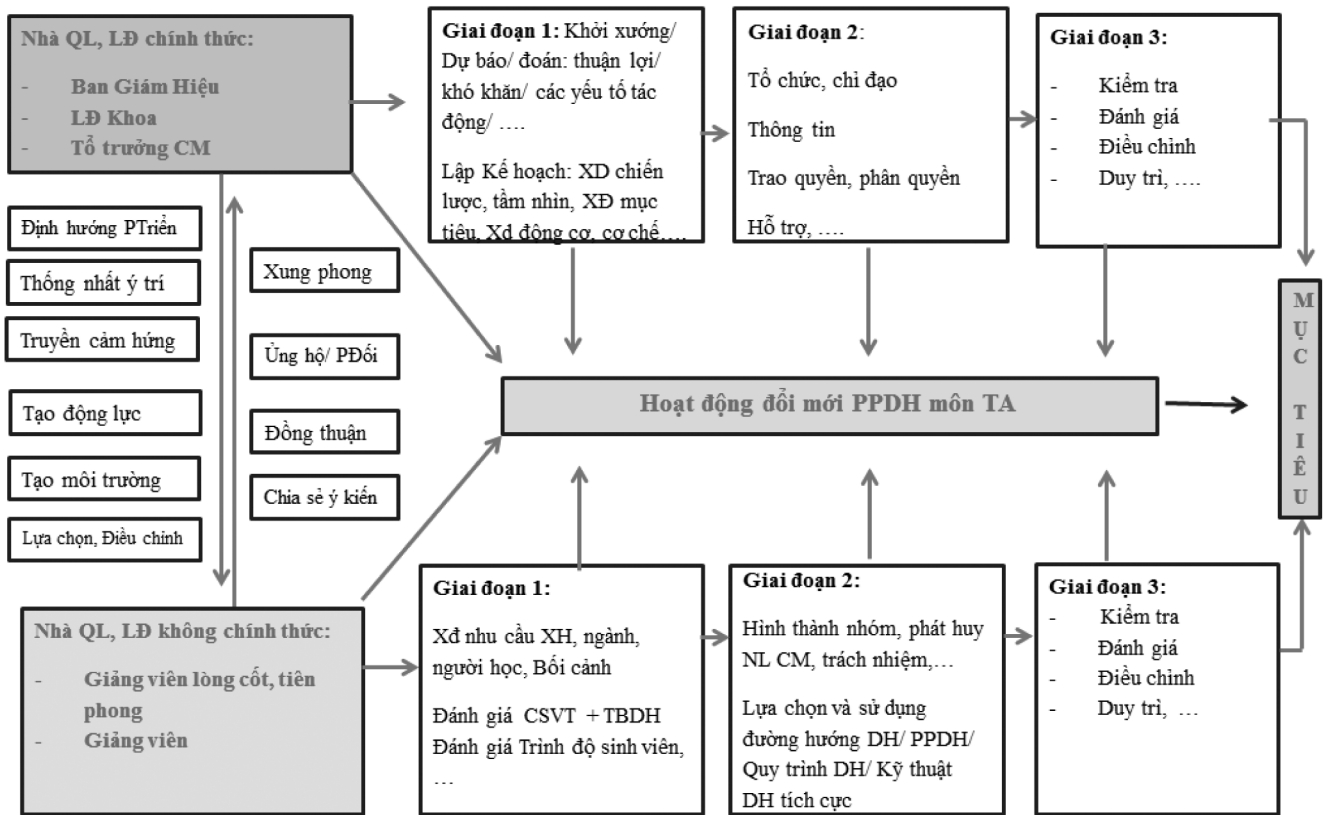 Nhà QL, LĐ chính thức:
- Ban Giám Hiệu
- LĐ Khoa
- Tổ trưởng CM
Giai đoạn 1: Khởi xướng/
Dự báo/ đoán: thuận lợi/
khó khăn/ các yếu tố tác
động/ ….
Lập Kế hoạch: XD chiến
lược, tầm nhìn, XĐ mục
tiêu, Xd động cơ, cơ chế….
Giai đoạn 2:
Tổ chức, chỉ đạo
Thông tin
Trao quyền, phân quyền
Hỗ trợ, ….
Giai đoạn 3:
- Kiểm tra
- Đánh giá
- Điều chỉnh
- Duy trì, ….
Định hướng PTriển
Thống nhất ý trí
Truyền cảm hứng
Tạo động lực
Tạo môi trường
Lựa chọn, Điều chỉnh
Xung phong
Ủng hộ/ PĐối
Đồng thuận
Chia sẻ ý kiến
Hoạt động đổi mới PPDH môn TA
MỤC TIÊU
Nhà QL, LĐ không chính thức:
- Giảng viên lòng cốt, tiên
phong
- Giảng viên
Giai đoạn 1:
Xđ nhu cầu XH, ngành,
người học, Bối cảnh
Đánh giá CSVT + TBDH
Đánh giá Trình độ sinh viên,
…
Giai đoạn 2:
Hình thành nhóm, phát huy
NL CM, trách nhiệm,…
Lựa chọn và sử dụng
đường hướng DH/ PPDH/
Quy trình DH/ Kỹ thuật
DH tích cực
Giai đoạn 3:
- Kiểm tra
- Đánh giá
- Điều chỉnh
- Duy trì, …